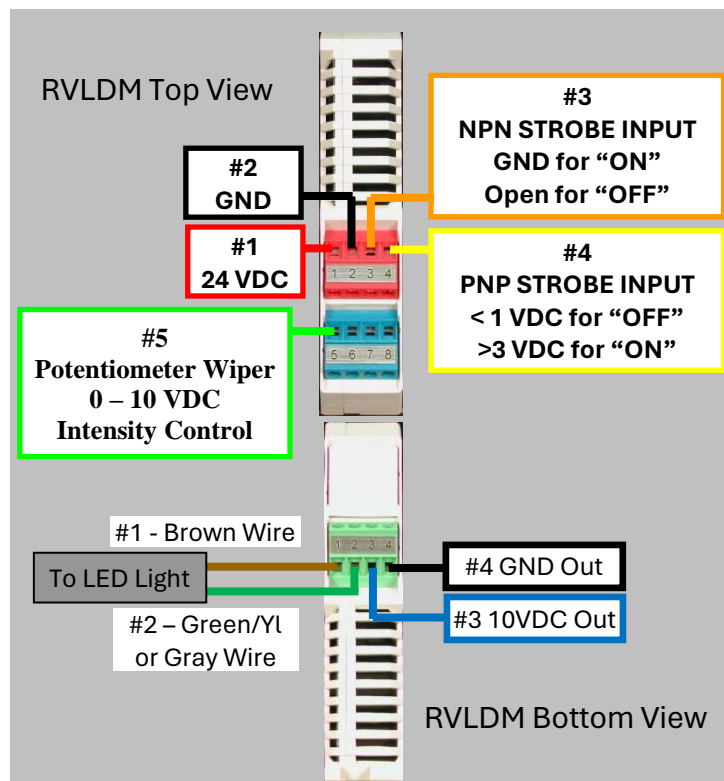 RVLDM Top View
#3
NPN STROBE INPUT
GND for “ON”
Open for “OFF”
#2
GND
#1
24 VDC
#4
PNP STROBE INPUT
< 1 VDC for “OFF”
>3 VDC for “ON”
1 2 3 4
#5
Potentiometer Wiper
0 – 10 VDC
Intensity Control
5 6 7 8
#1 - Brown Wire
1 2 3 4
To LED Light
#4 GND Out
#2 – Green/Yl
or Gray Wire
#3 10VDC Out
RVLDM Bottom View